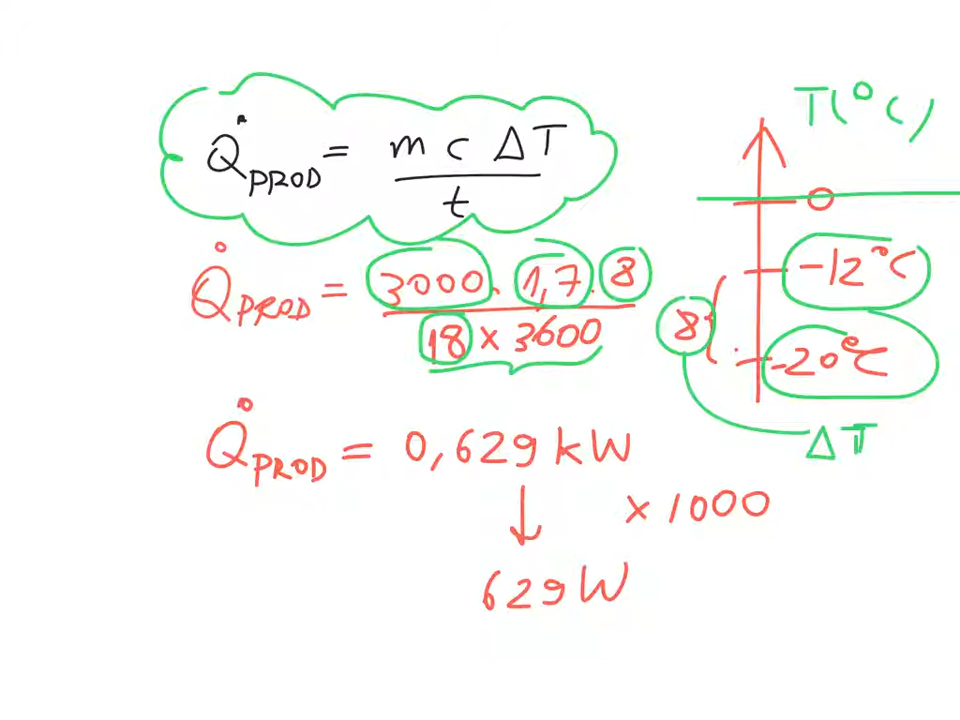 T(°C)
Q̇PROD = m c ΔT / t
0
Q̇PROD = 3000 . 1,7 . 8 / 18 x 3600
-12°C
8
-20°C
ΔT
Q̇PROD = 0,629 kW
↓ x 1000
629 W